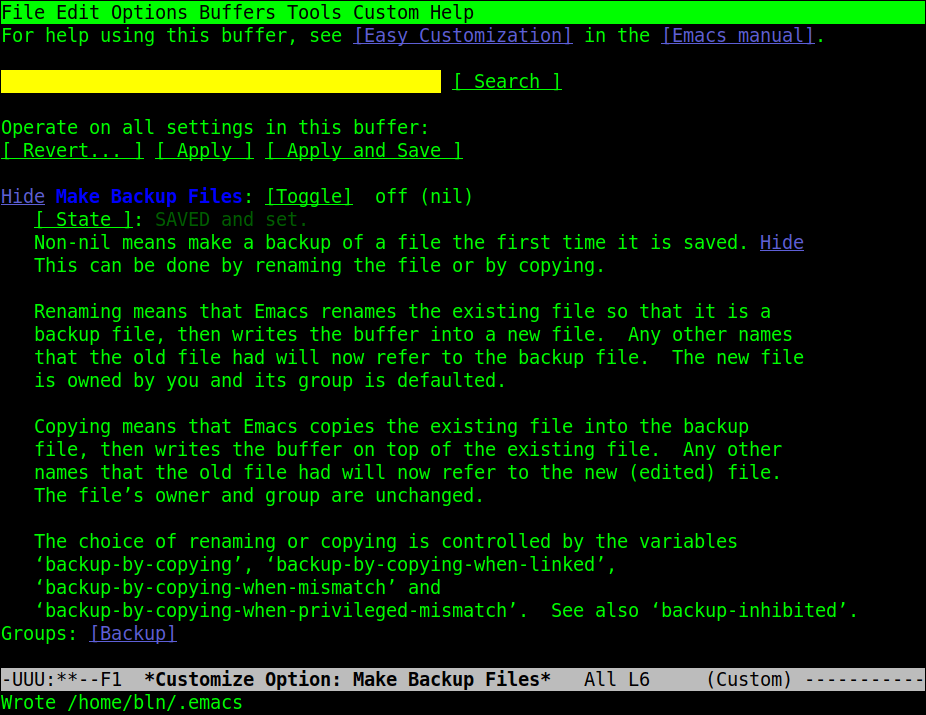 File Edit Options Buffers Tools Custom Help
For help using this buffer, see [Easy Customization] in the [Emacs manual].
[ Search ]
Operate on all settings in this buffer:
[ Revert... ] [ Apply ] [ Apply and Save ]
Hide Make Backup Files: [Toggle]  off (nil)
[ State ]: SAVED and set.
Non-nil means make a backup of a file the first time it is saved. Hide
This can be done by renaming the file or by copying.
Renaming means that Emacs renames the existing file so that it is a
backup file, then writes the buffer into a new file.  Any other names
that the old file had will now refer to the backup file.  The new file
is owned by you and its group is defaulted.
Copying means that Emacs copies the existing file into the backup
file, then writes the buffer on top of the existing file.  Any other
names that the old file had will now refer to the new (edited) file.
The file’s owner and group are unchanged.
The choice of renaming or copying is controlled by the variables
‘backup-by-copying’, ‘backup-by-copying-when-linked’,
‘backup-by-copying-when-mismatch’ and
‘backup-by-copying-when-privileged-mismatch’.  See also ‘backup-inhibited’.
Groups: [Backup]
-UUU:**--F1  *Customize Option: Make Backup Files*   All L6     (Custom) -----------
Wrote /home/bln/.emacs